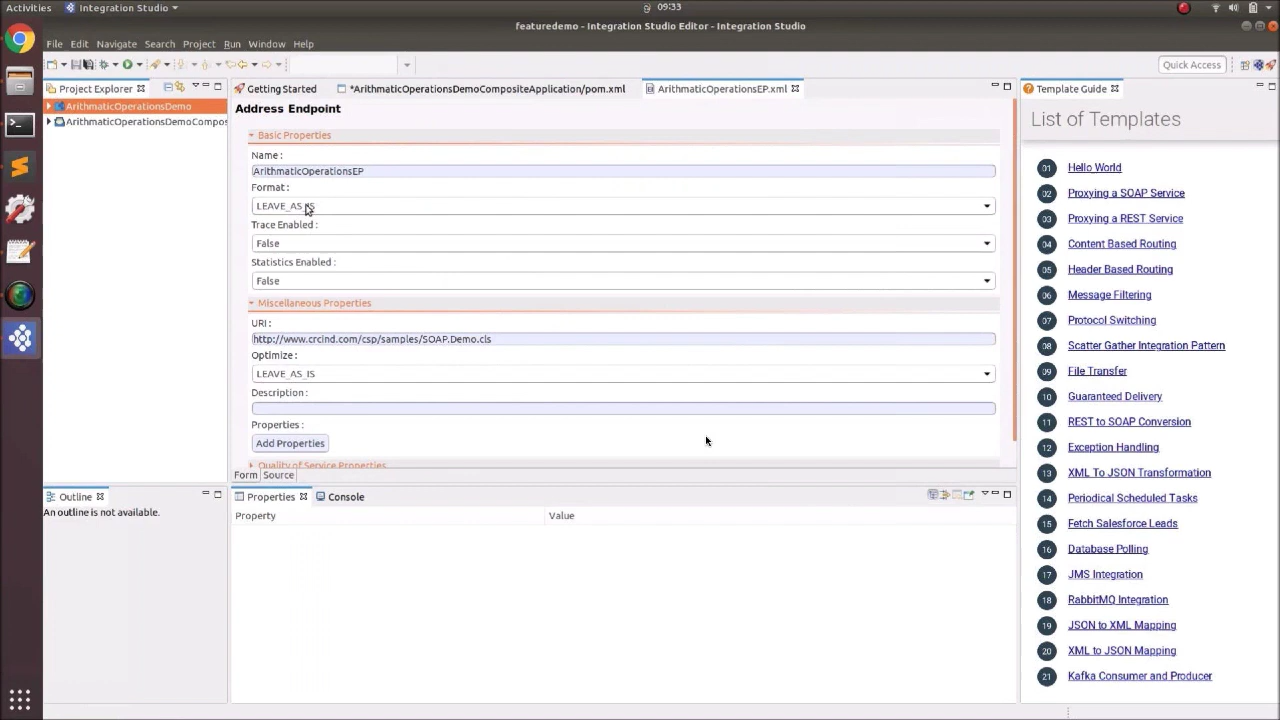 Activities Integration Studio 09:33
featuredemo - Integration Studio Editor - Integration Studio
File Edit Navigate Search Project Run Window Help
Quick Access
Project Explorer
ArithmaticOperationsDemo
ArithmaticOperationsDemoCompos
Getting Started *ArithmaticOperationsDemoCompositeApplication/pom.xml ArithmaticOperationsEP.xml
Address Endpoint
Basic Properties
Name :
ArithmaticOperationsEP
Format :
LEAVE_AS_IS
Trace Enabled :
False
Statistics Enabled :
False
Miscellaneous Properties
URI :
http://www.crcind.com/csp/samples/SOAP.Demo.cls
Optimize :
LEAVE_AS_IS
Description :
Properties :
Add Properties
Quality of Service Properties
Form Source
Outline
An outline is not available.
Properties Console
Property Value
Template Guide
List of Templates
01 Hello World
02 Proxying a SOAP Service
03 Proxying a REST Service
04 Content Based Routing
05 Header Based Routing
06 Message Filtering
07 Protocol Switching
08 Scatter Gather Integration Pattern
09 File Transfer
10 Guaranteed Delivery
11 REST to SOAP Conversion
12 Exception Handling
13 XML To JSON Transformation
14 Periodical Scheduled Tasks
15 Fetch Salesforce Leads
16 Database Polling
17 JMS Integration
18 RabbitMQ Integration
19 JSON to XML Mapping
20 XML to JSON Mapping
21 Kafka Consumer and Producer